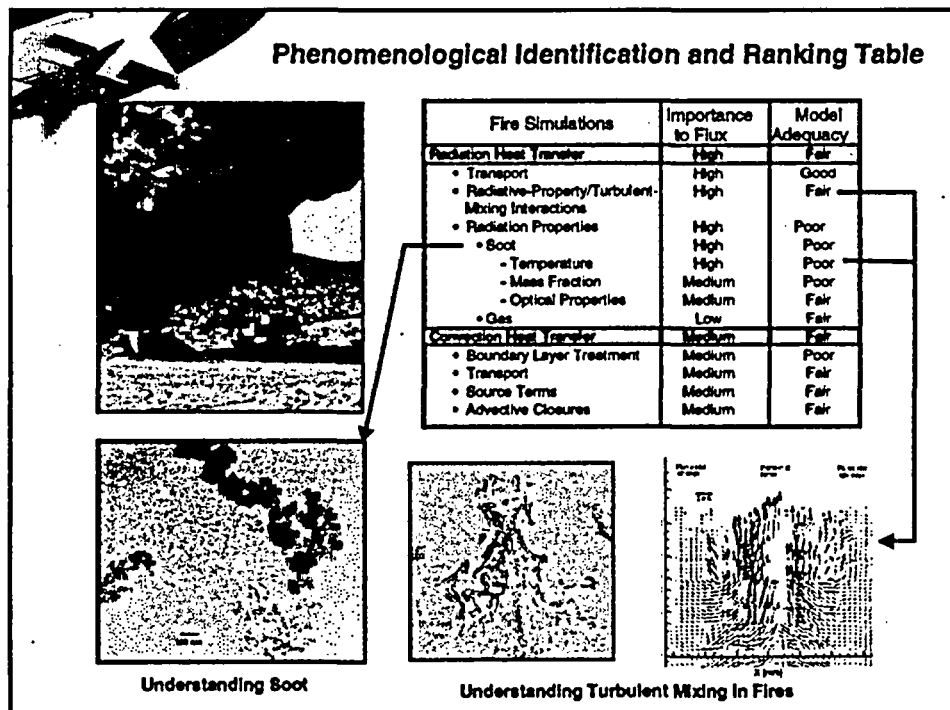 Phenomenological Identification and Ranking Table
Fire Simulations Importance to Flux Model Adequacy
Radiation Heat Transfer High Fair
• Transport High Good
• Radiative-Property/Turbulent-Mixing Interactions High Fair
• Radiation Properties High Poor
• Soot High Poor
- Temperature High Poor
- Mass Fraction Medium Poor
- Optical Properties Medium Fair
• Gas Low Fair
Convection Heat Transfer Medium Fair
• Boundary Layer Treatment Medium Poor
• Transport Medium Fair
• Source Terms Medium Fair
• Advective Closures Medium Fair
Understanding Soot
Understanding Turbulent Mixing in Fires